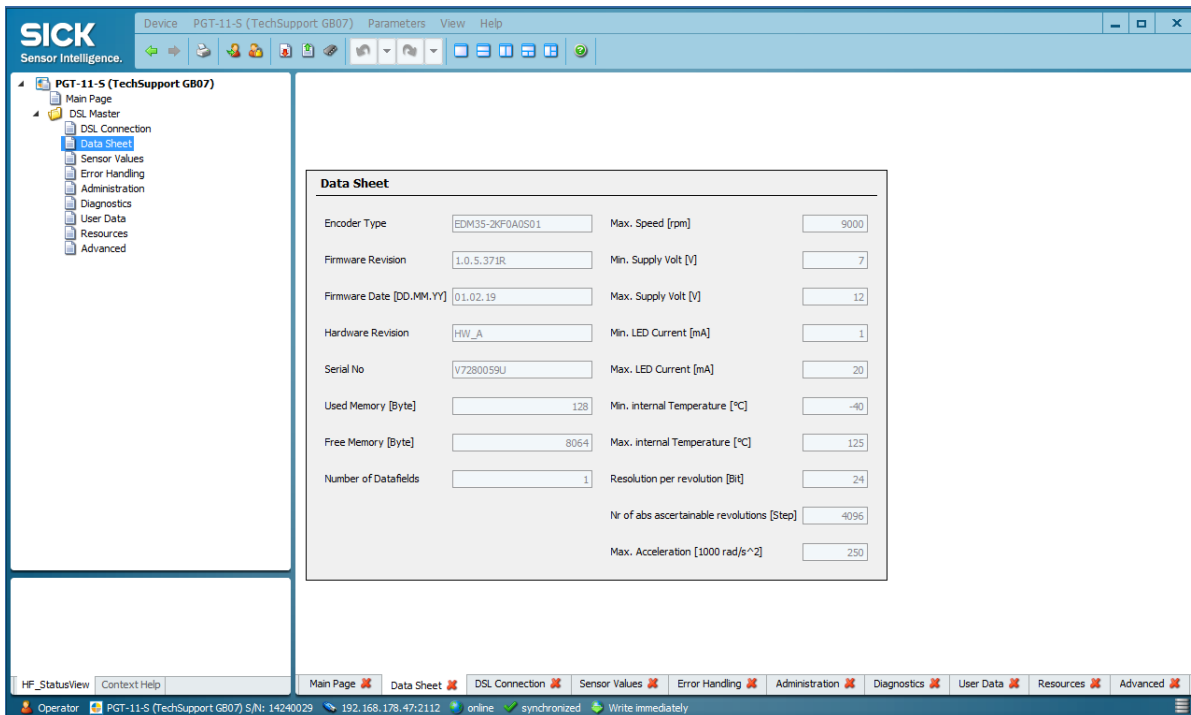 SICK
Sensor Intelligence.
Device PGT-11-S (TechSupport GB07) Parameters View Help
PGT-11-S (TechSupport GB07)
Main Page
DSL Master
DSL Connection
Data Sheet
Sensor Values
Error Handling
Administration
Diagnostics
User Data
Resources
Advanced
Data Sheet
Encoder Type EDM35-2KF0A0S01 Max. Speed [rpm] 9000
Firmware Revision 1.0.5.371R Min. Supply Volt [V] 7
Firmware Date [DD.MM.YY] 01.02.19 Max. Supply Volt [V] 12
Hardware Revision HW_A Min. LED Current [mA] 1
Serial No V7280059U Max. LED Current [mA] 20
Used Memory [Byte] 128 Min. internal Temperature [°C] -40
Free Memory [Byte] 8064 Max. internal Temperature [°C] 125
Number of Datafields 1 Resolution per revolution [Bit] 24
Nr of abs ascertainable revolutions [Step] 4096
Max. Acceleration [1000 rad/s^2] 250
HF_StatusView Context Help
Main Page Data Sheet DSL Connection Sensor Values Error Handling Administration Diagnostics User Data Resources Advanced
Operator PGT-11-S (TechSupport GB07) S/N: 14240029 192.168.178.47:2112 online synchronized Write immediately